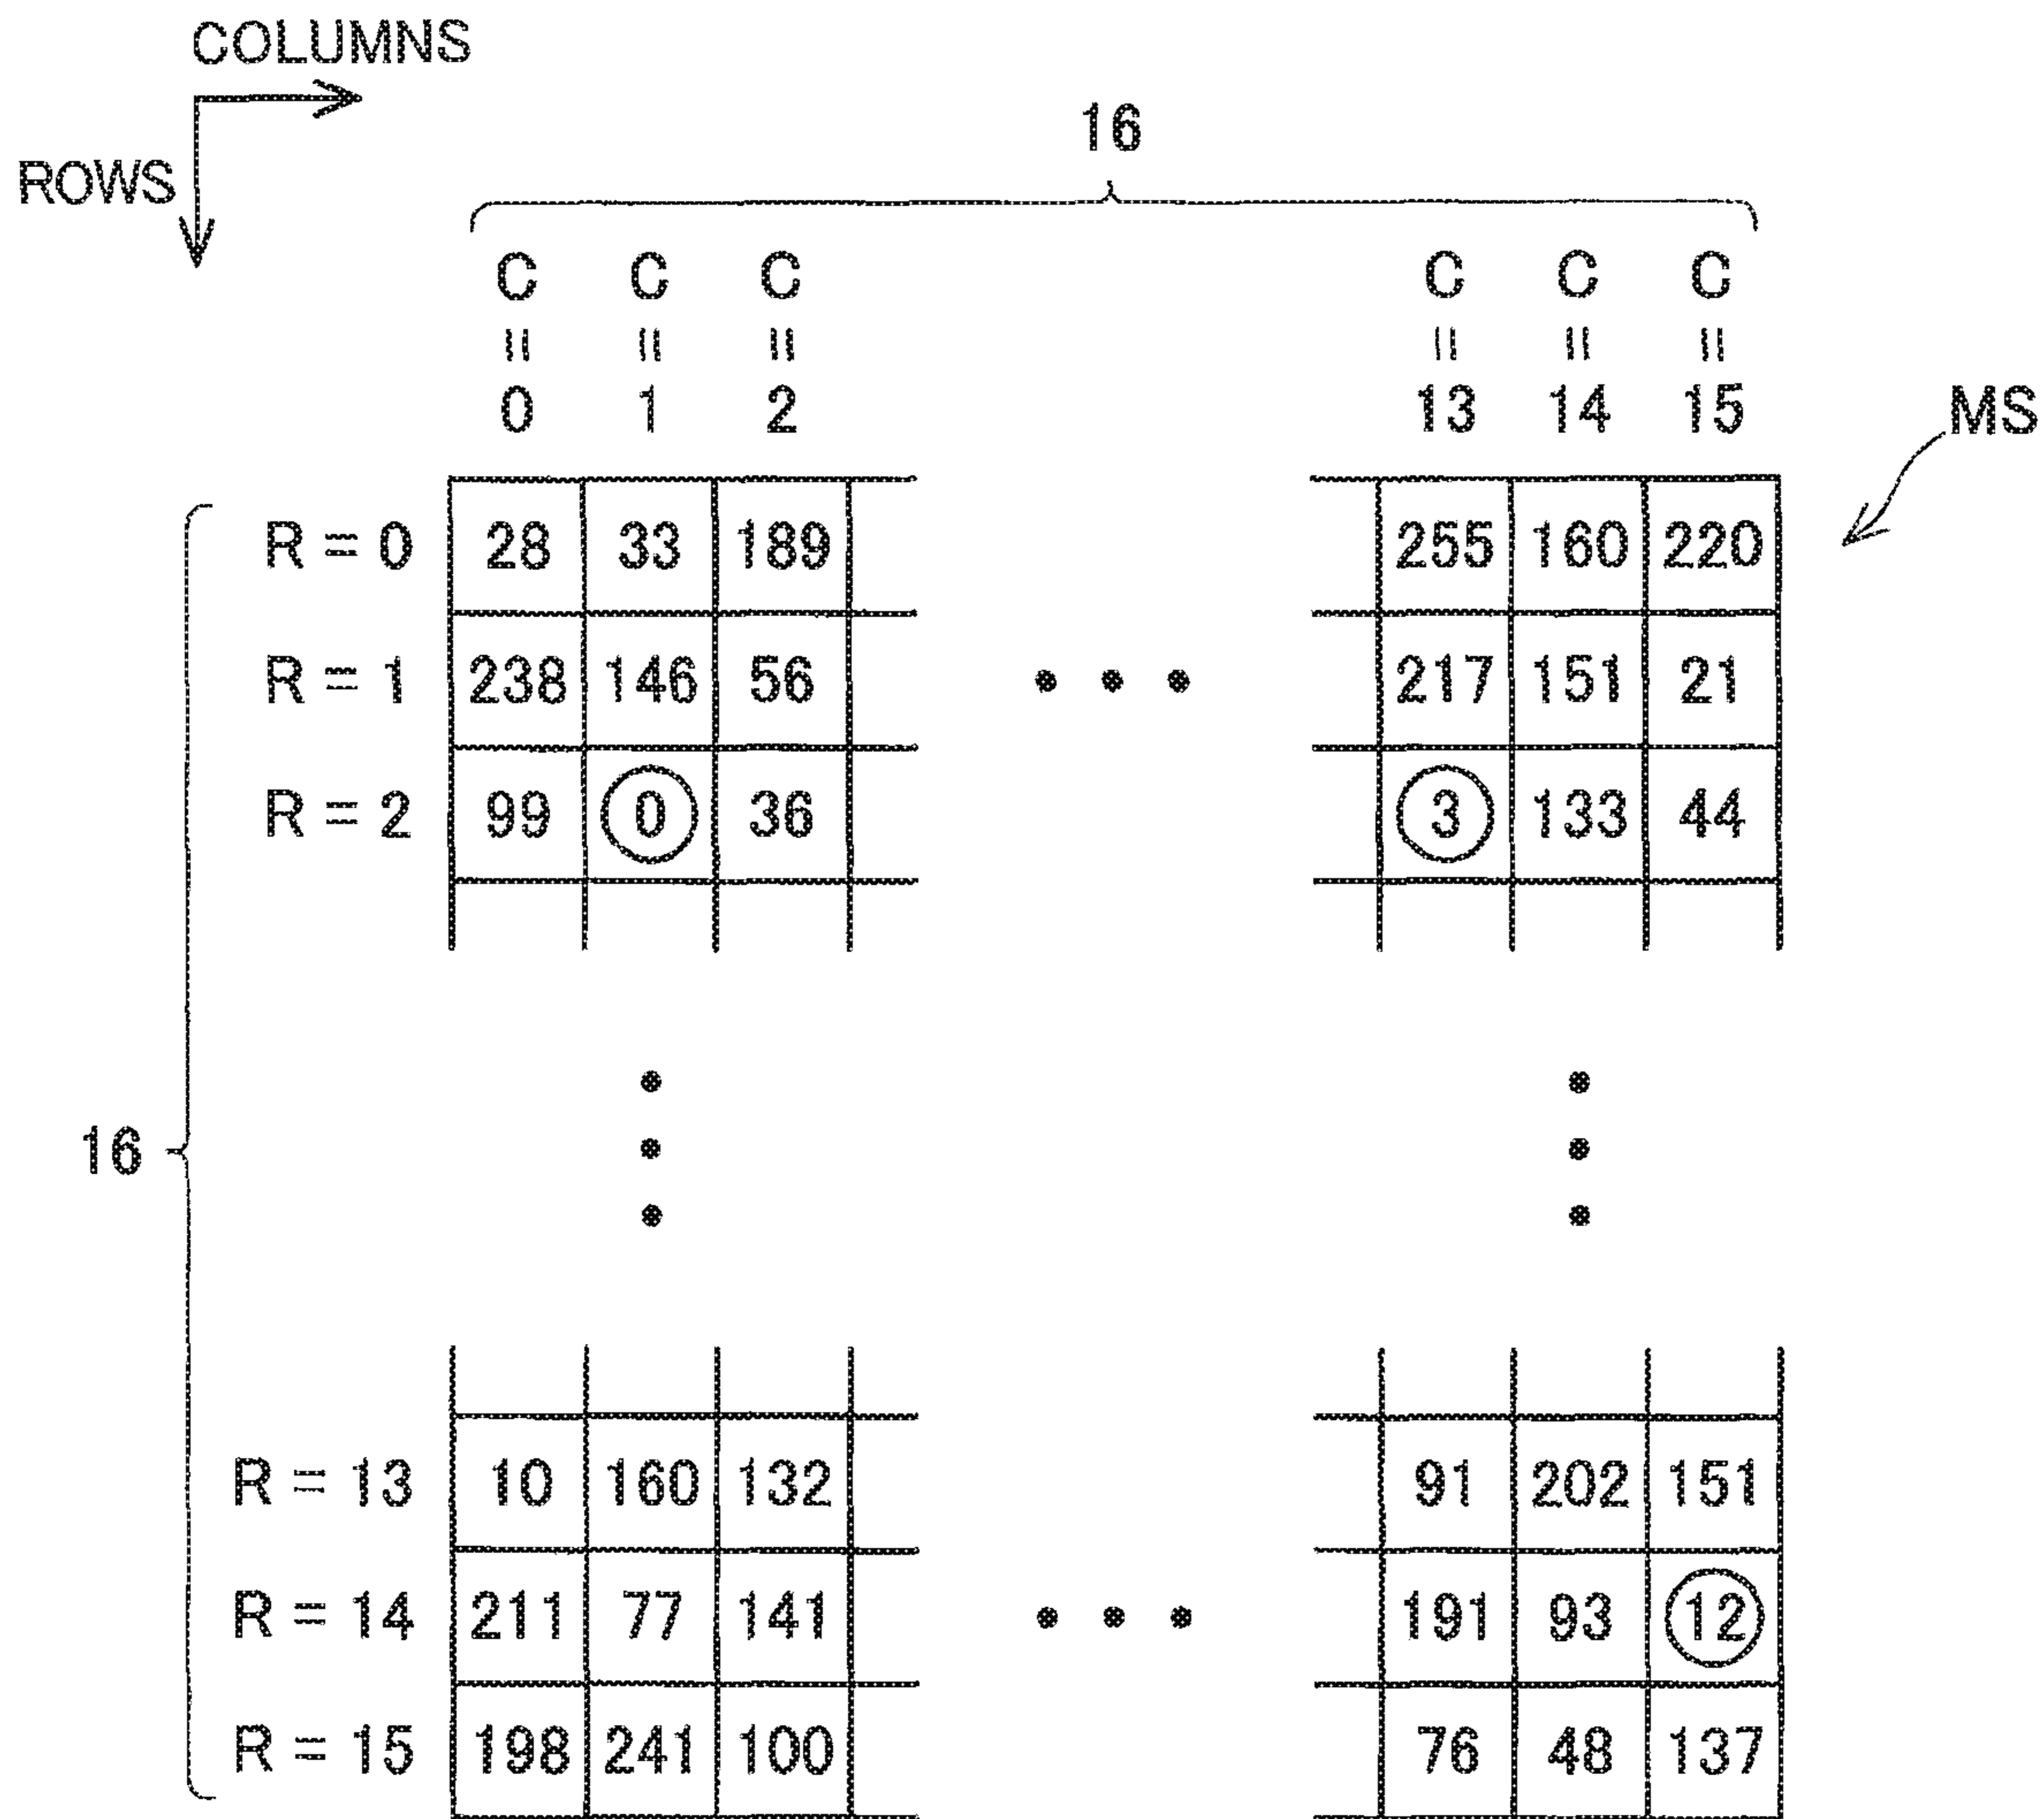 COLUMNS
ROWS
16
C C C C C C
= = = = = =
0 1 2 13 14 15
MS
R = 0 28 33 189 255 160 220
R = 1 238 146 56 • • • 217 151 21
R = 2 99 0 36 3 133 44
16
R = 13 10 160 132 91 202 151
R = 14 211 77 141 • • • 191 93 12
R = 15 198 241 100 76 48 137